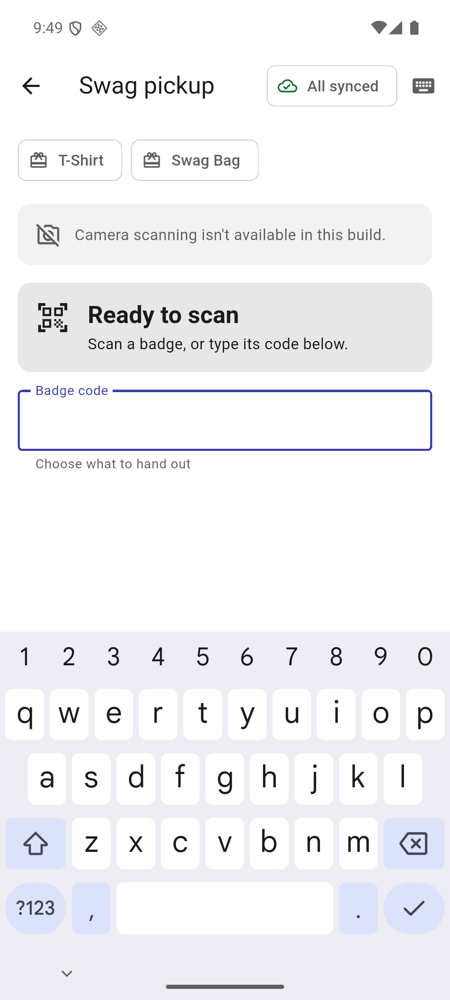 9:49
Swag pickup
All synced
T-Shirt
Swag Bag
Camera scanning isn't available in this build.
Ready to scan
Scan a badge, or type its code below.
Badge code
Choose what to hand out
1 2 3 4 5 6 7 8 9 0
q w e r t y u i o p
a s d f g h j k l
z x c v b n m
?123 , .